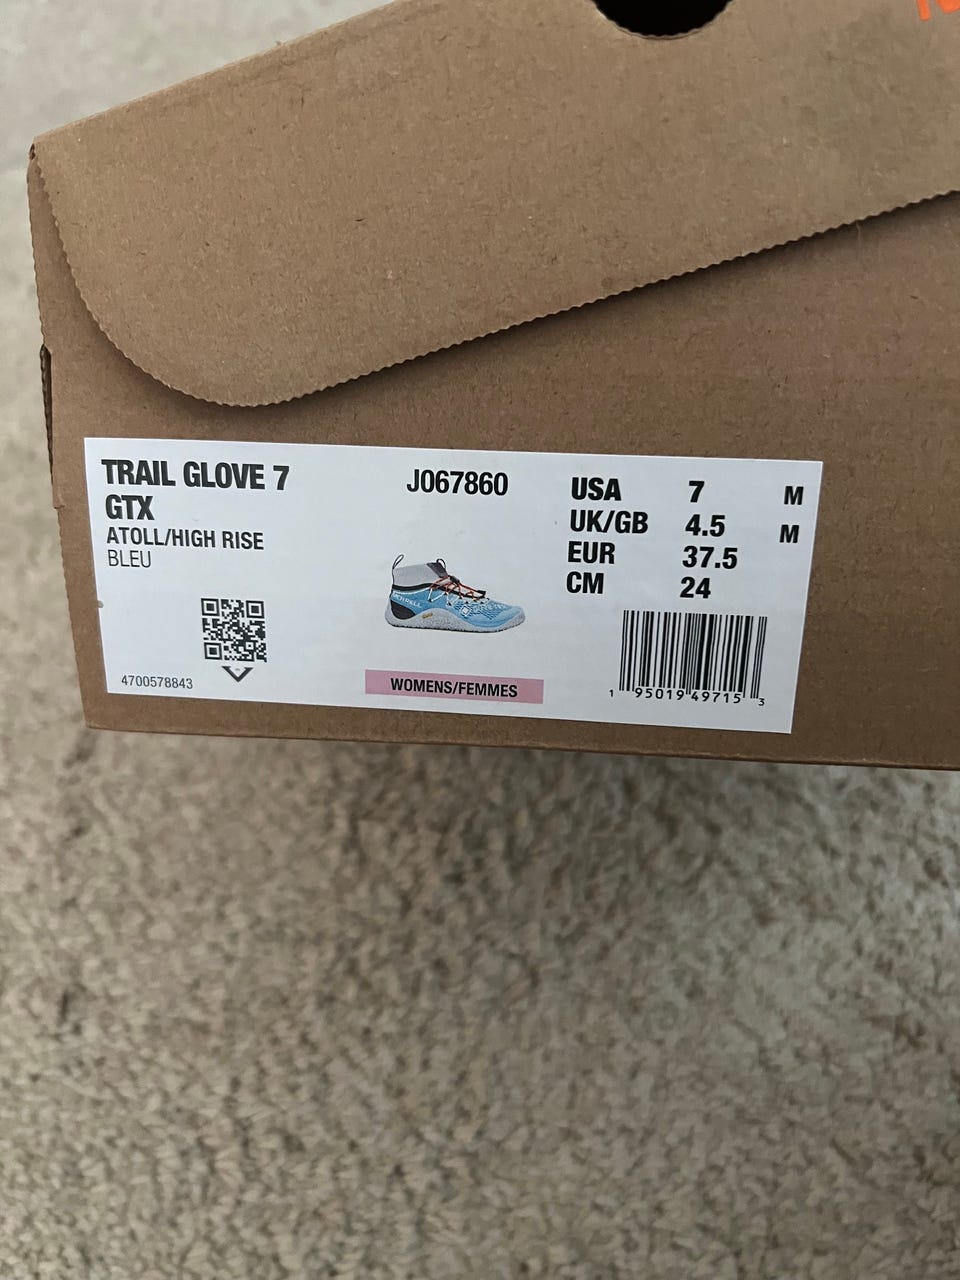 TRAIL GLOVE 7
GTX
ATOLL/HIGH RISE
BLEU
4700578843
J067860
MERRELL
WOMENS/FEMMES
USA 7 M
UK/GB 4.5 M
EUR 37.5
CM 24
1 95019 49715 3